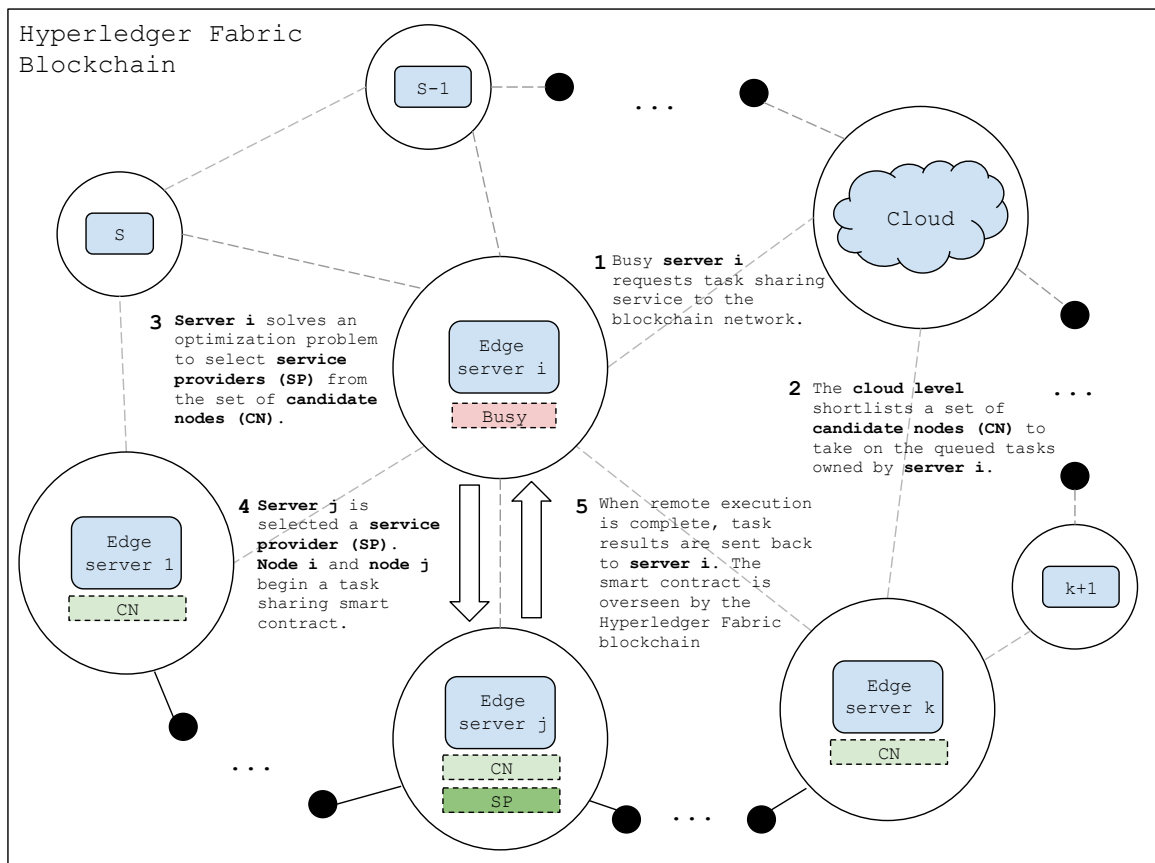 Hyperledger Fabric
Blockchain
S-1
...
Cloud
S
1 Busy server i
requests task sharing
service to the
blockchain network.
3 Server i solves an
optimization problem
to select service
providers (SP) from
the set of candidate
nodes (CN).
Edge
server i
Busy
2 The cloud level
shortlists a set of
candidate nodes (CN) to
take on the queued tasks
owned by server i.
...
4 Server j is
selected a service
provider (SP).
Node i and node j
begin a task
sharing smart
contract.
5 When remote execution
is complete, task
results are sent back
to server i. The
smart contract is
overseen by the
Hyperledger Fabric
blockchain
Edge
server 1
CN
k+1
Edge
server j
CN
SP
Edge
server k
CN
...
...